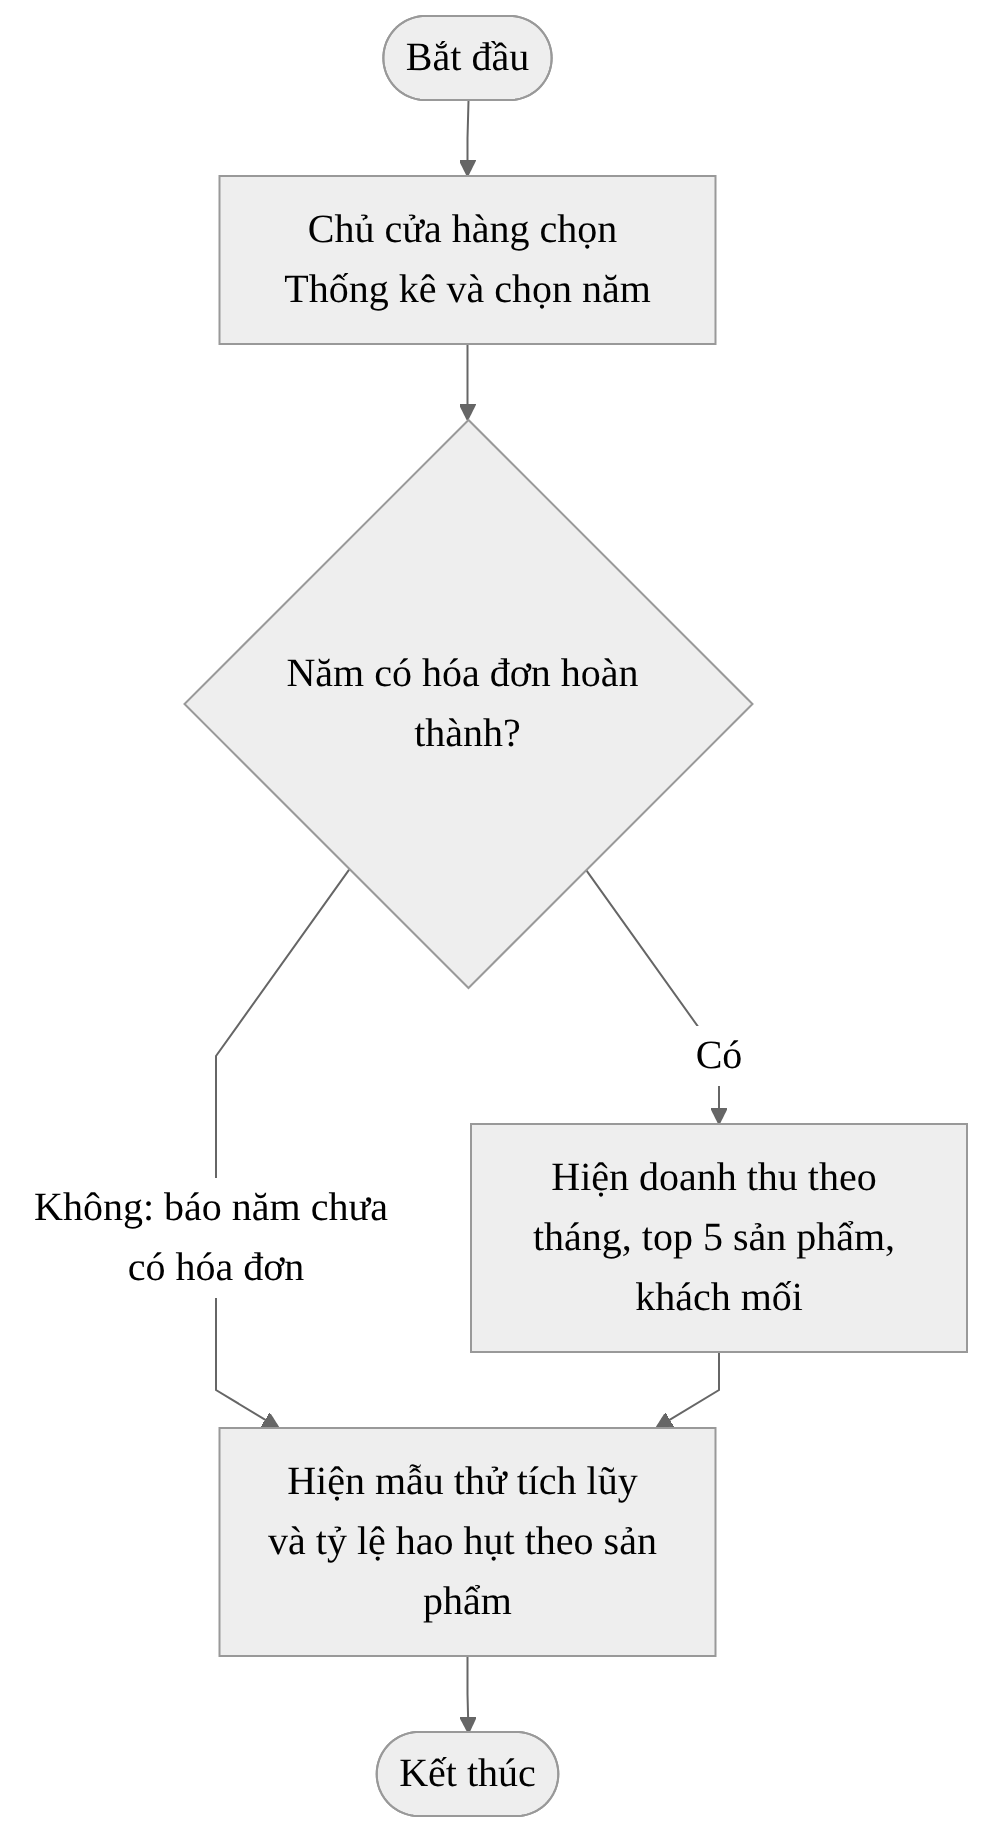 Bắt đầu
Chủ cửa hàng chọn
Thống kê và chọn năm
Năm có hóa đơn hoàn
thành?
Có
Không: báo năm chưa
có hóa đơn
Hiện doanh thu theo
tháng, top 5 sản phẩm,
khách mối
Hiện mẫu thử tích lũy
và tỷ lệ hao hụt theo sản
phẩm
Kết thúc